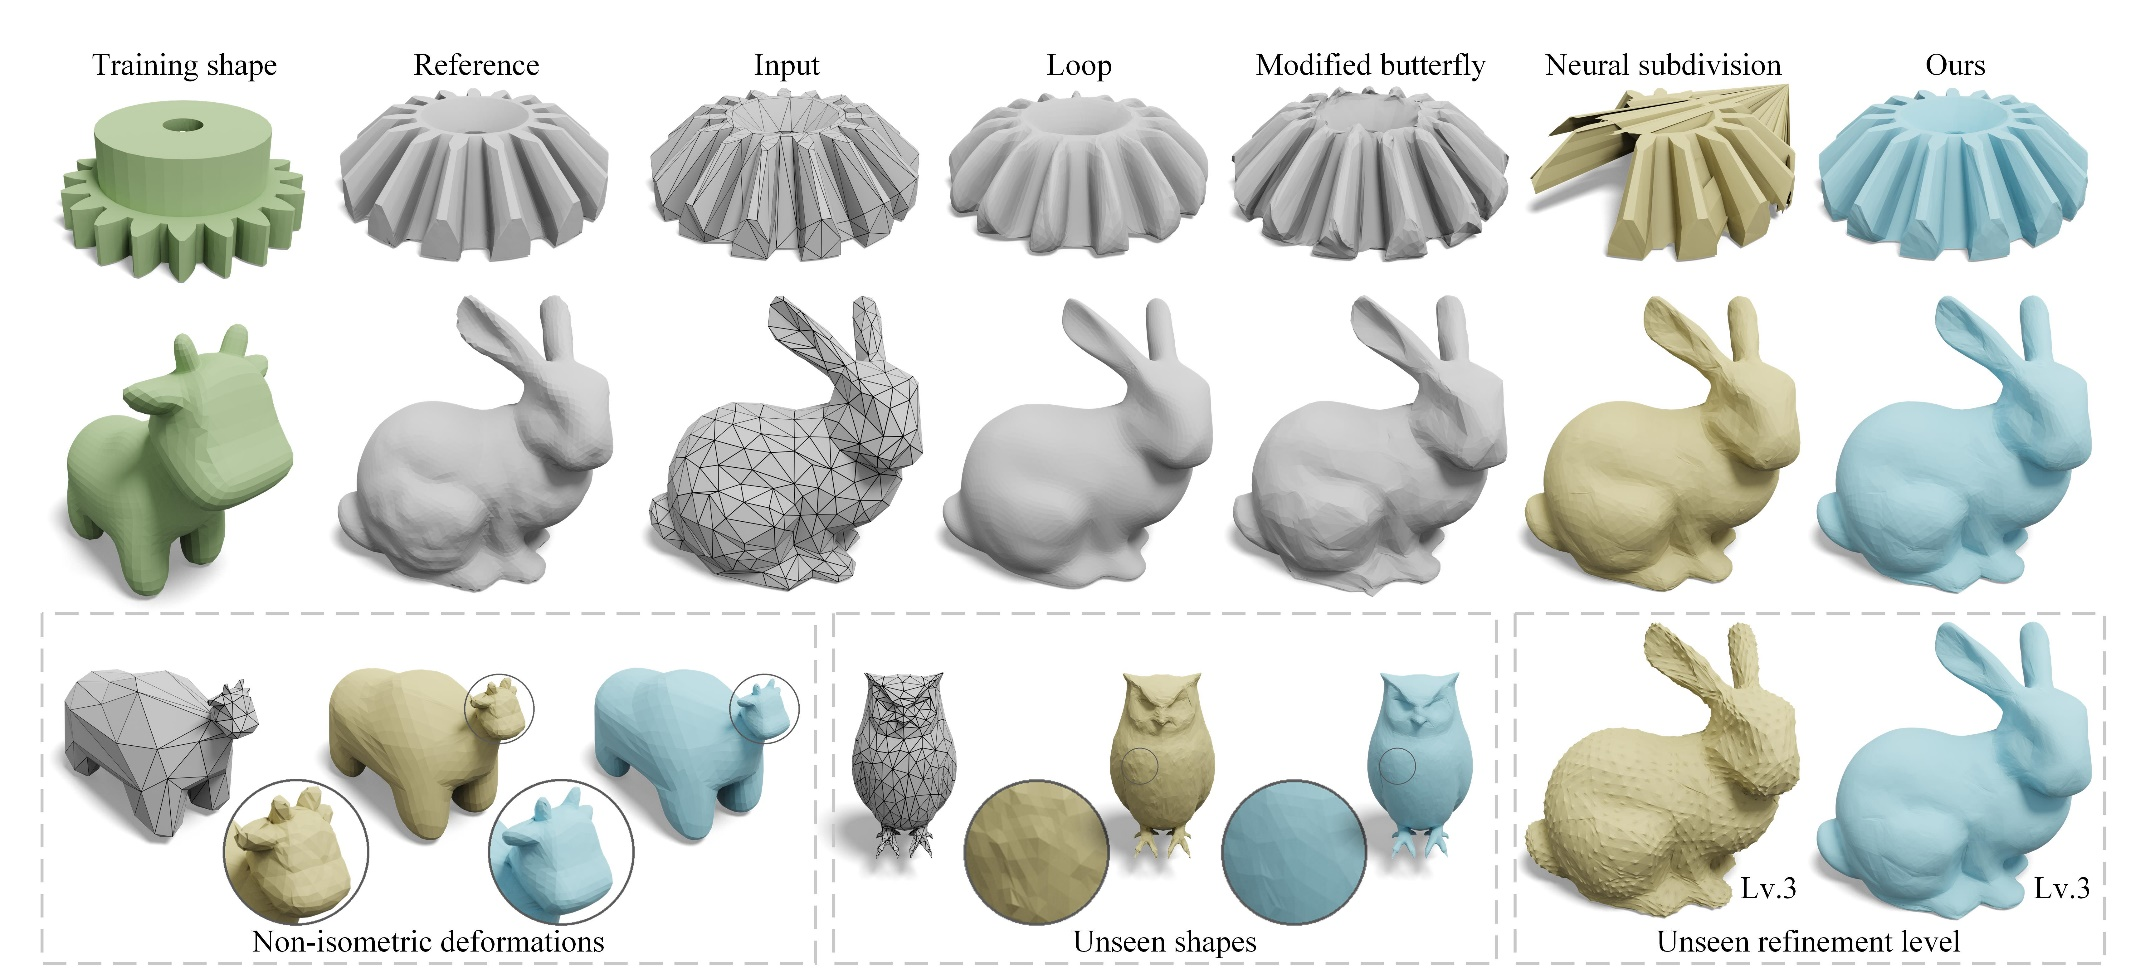 Training shape
Reference
Input
Loop
Modified butterfly
Neural subdivision
Ours
Lv.3
Lv.3
Non-isometric deformations
Unseen shapes
Unseen refinement level